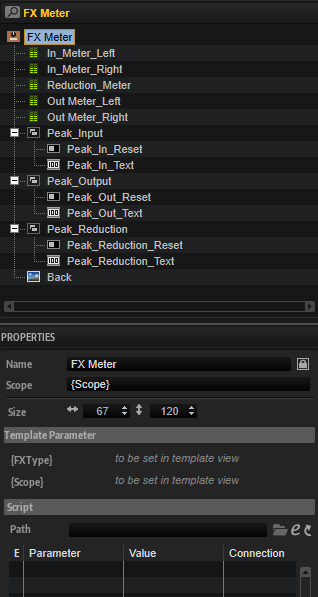 FX Meter
FX Meter
In_Meter_Left
In_Meter_Right
Reduction_Meter
Out Meter_Left
Out Meter_Right
Peak_Input
Peak_In_Reset
Peak_In_Text
Peak_Output
Peak_Out_Reset
Peak_Out_Text
Peak_Reduction
Peak_Reduction_Reset
Peak_Reduction_Text
Back
PROPERTIES
Name FX Meter
Scope {Scope}
Size 67 120
Template Parameter
{FXType} to be set in template view
{Scope} to be set in template view
Script
Path
E Parameter Value Connection